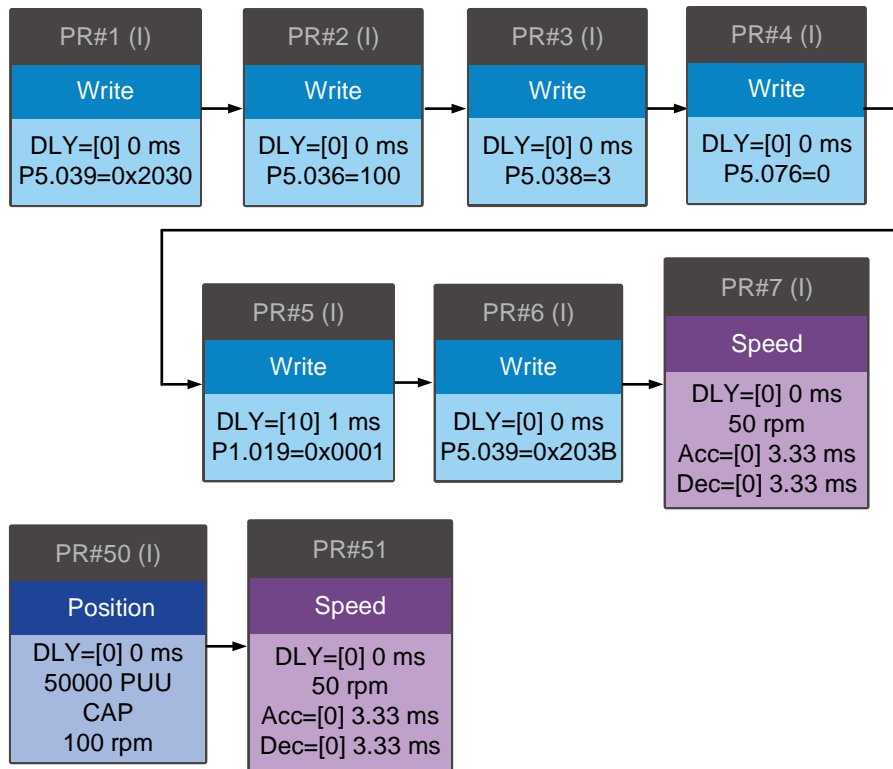 PR#1 (I)
Write
DLY=[0] 0 ms
P5.039=0x2030
PR#2 (I)
Write
DLY=[0] 0 ms
P5.036=100
PR#3 (I)
Write
DLY=[0] 0 ms
P5.038=3
PR#4 (I)
Write
DLY=[0] 0 ms
P5.076=0
PR#5 (I)
Write
DLY=[10] 1 ms
P1.019=0x0001
PR#6 (I)
Write
DLY=[0] 0 ms
P5.039=0x203B
PR#7 (I)
Speed
DLY=[0] 0 ms
50 rpm
Acc=[0] 3.33 ms
Dec=[0] 3.33 ms
PR#50 (I)
Position
DLY=[0] 0 ms
50000 PUU
CAP
100 rpm
PR#51
Speed
DLY=[0] 0 ms
50 rpm
Acc=[0] 3.33 ms
Dec=[0] 3.33 ms